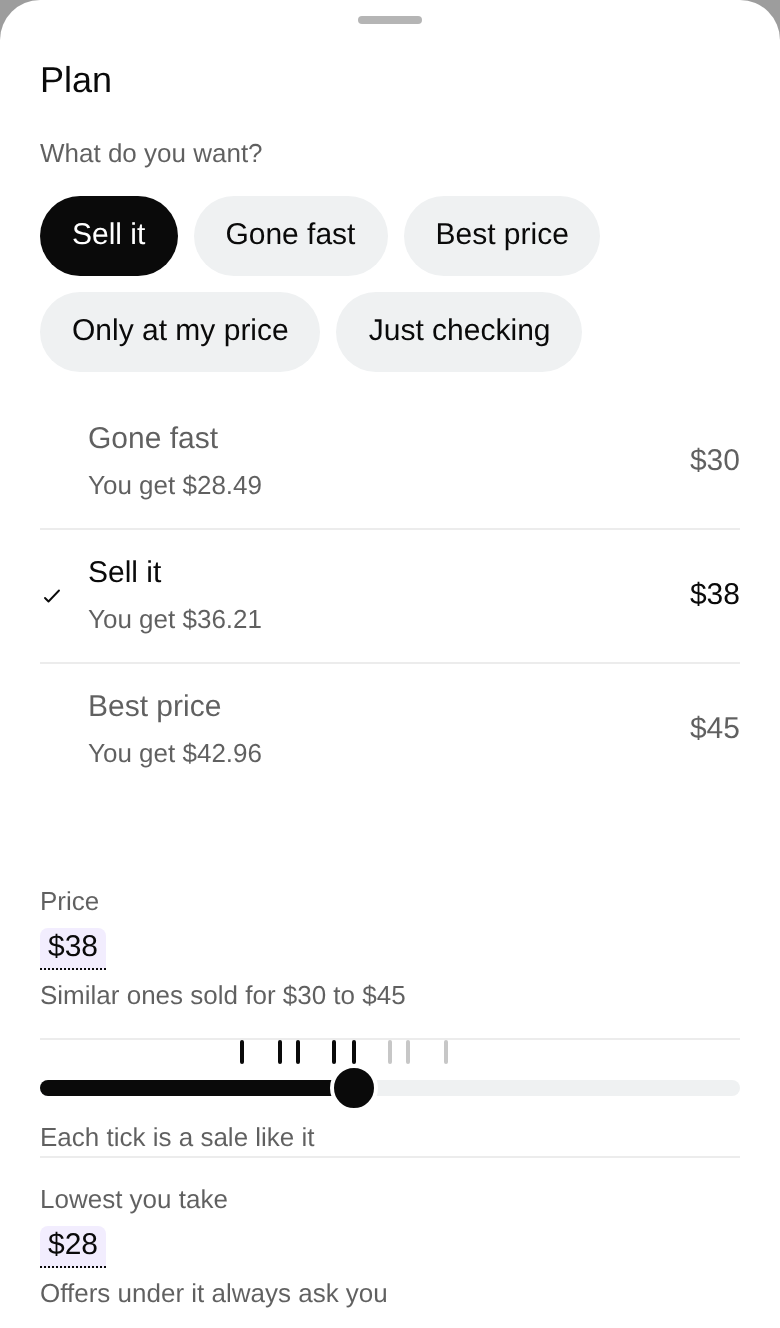 Plan
What do you want?
Sell it
Gone fast
Best price
Only at my price
Just checking
Gone fast
You get $28.49
$30
Sell it
You get $36.21
$38
Best price
You get $42.96
$45
Price
$38
Similar ones sold for $30 to $45
Each tick is a sale like it
Lowest you take
$28
Offers under it always ask you